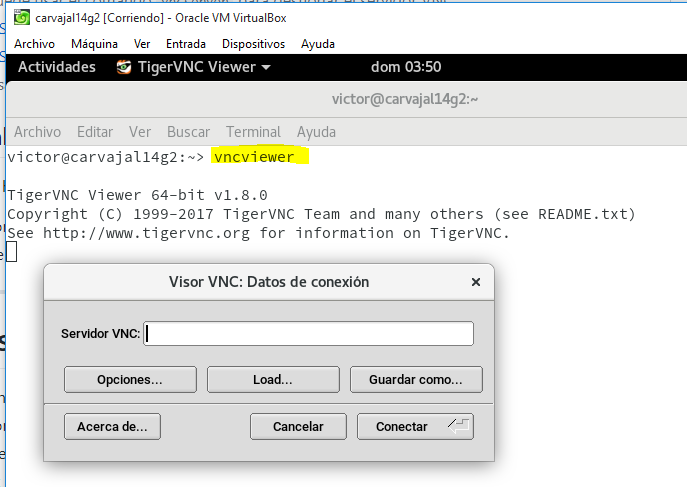 carvajal14g2 [Corriendo] - Oracle VM VirtualBox
Archivo Máquina Ver Entrada Dispositivos Ayuda
Actividades TigerVNC Viewer dom 03:50
victor@carvajal14g2:~
Archivo Editar Ver Buscar Terminal Ayuda
victor@carvajal14g2:~> vncviewer
TigerVNC Viewer 64-bit v1.8.0
Copyright (C) 1999-2017 TigerVNC Team and many others (see README.txt)
See http://www.tigervnc.org for information on TigerVNC.
Visor VNC: Datos de conexión
Servidor VNC:
Opciones... Load... Guardar como...
Acerca de... Cancelar Conectar